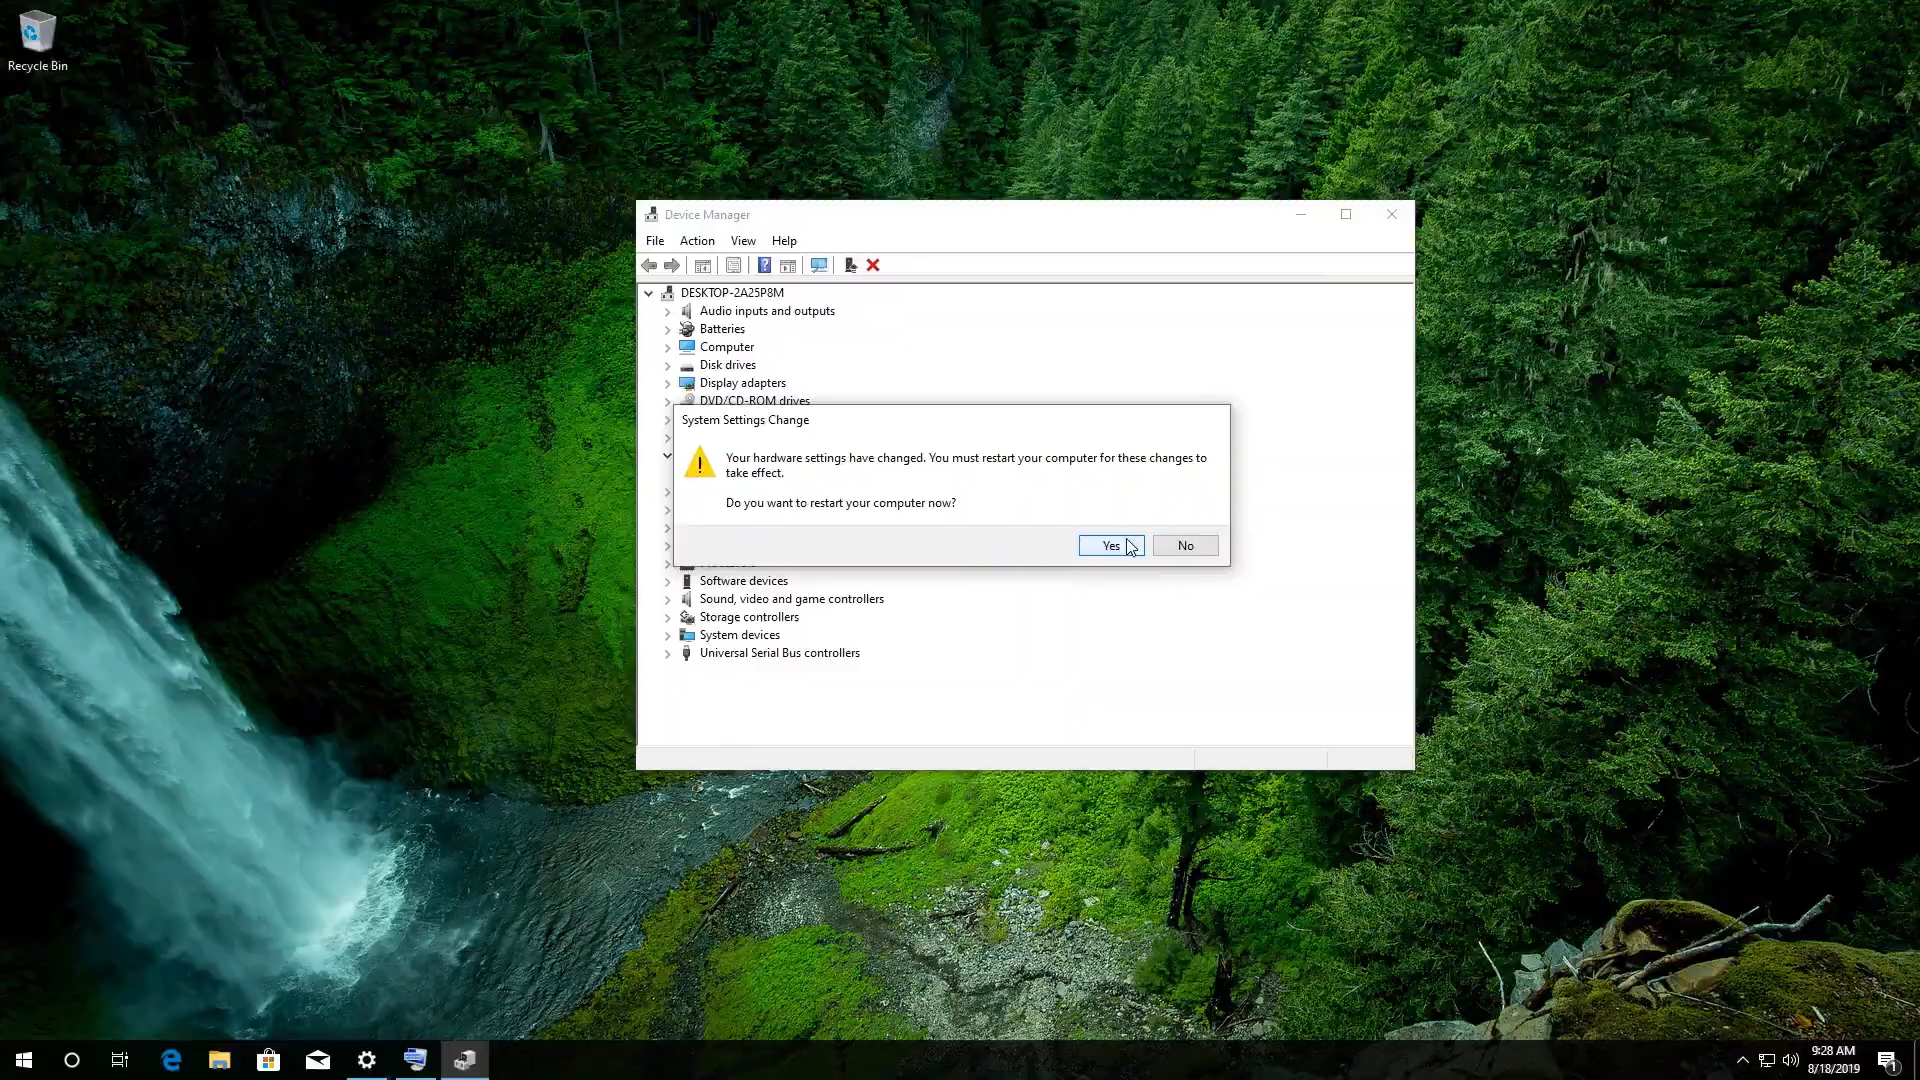 Recycle Bin
Device Manager
File Action View Help
DESKTOP-2A25P8M
Audio inputs and outputs
Batteries
Computer
Disk drives
Display adapters
DVD/CD-ROM drives
System Settings Change
Your hardware settings have changed. You must restart your computer for these changes to
take effect.
Do you want to restart your computer now?
Yes
No
Software devices
Sound, video and game controllers
Storage controllers
System devices
Universal Serial Bus controllers
9:28 AM
8/18/2019
1